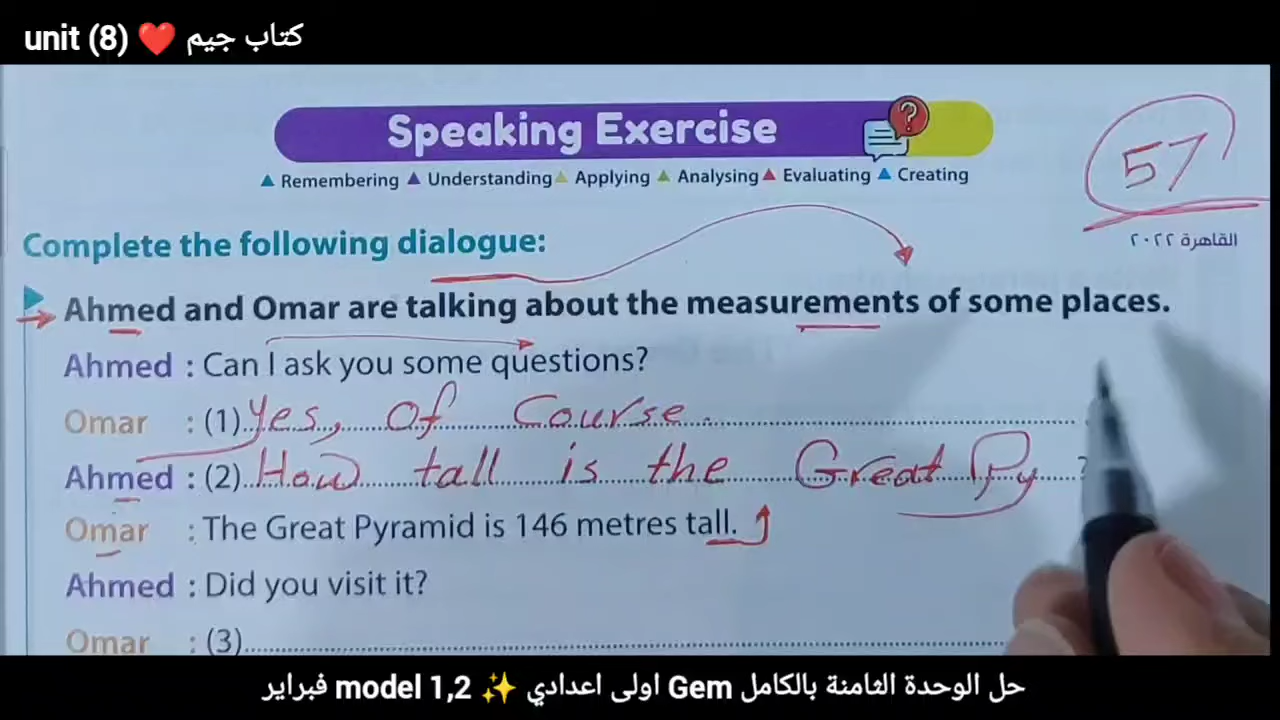 unit (8) ❤️ كتاب جيم
Speaking Exercise
Remembering Understanding Applying Analysing Evaluating Creating
57
القاهرة ٢٠٢٢
Complete the following dialogue:
Ahmed and Omar are talking about the measurements of some places.
Ahmed : Can I ask you some questions?
Omar : (1) Yes, of Course.
Ahmed : (2) How tall is the Great Py ?
Omar : The Great Pyramid is 146 metres tall.
Ahmed : Did you visit it?
Omar : (3)
حل الوحدة الثامنة بالكامل Gem اولى اعدادي ✨ model 1,2 فبراير